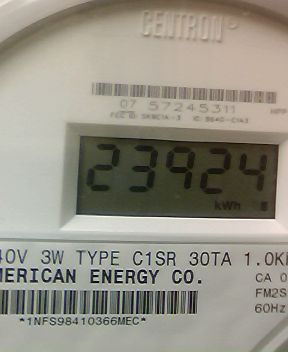 CENTRON®
07 57245311
23924
kWh
40V 3W TYPE C1SR 30TA 1.0K
MERICAN ENERGY CO.
CA 0
FM2S
60Hz
*1NFS98410366MEC*